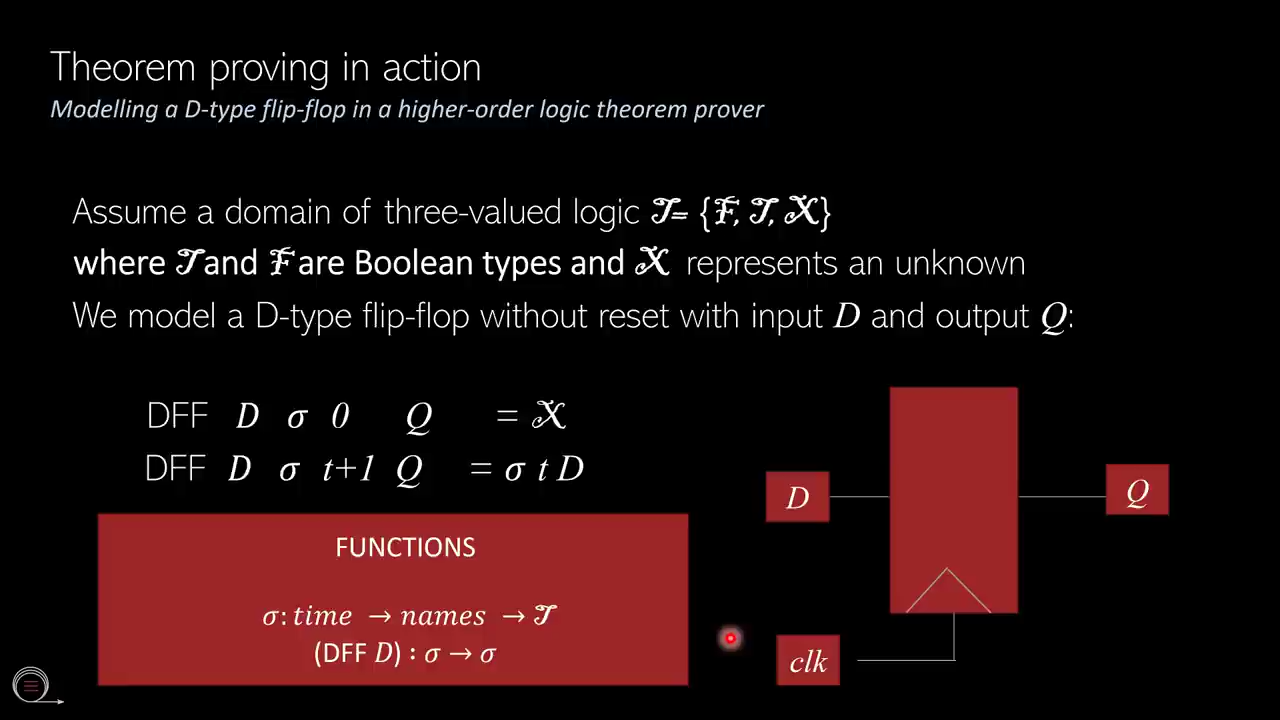 Theorem proving in action
Modelling a D-type flip-flop in a higher-order logic theorem prover
Assume a domain of three-valued logic 𝒯= {ℱ, 𝒯, 𝒳}
where 𝒯 and ℱ are Boolean types and 𝒳 represents an unknown
We model a D-type flip-flop without reset with input D and output Q:
DFF D σ 0 Q = 𝒳
DFF D σ t+1 Q = σ t D
FUNCTIONS
σ: time → names → 𝒯
(DFF D) : σ → σ
D
Q
clk